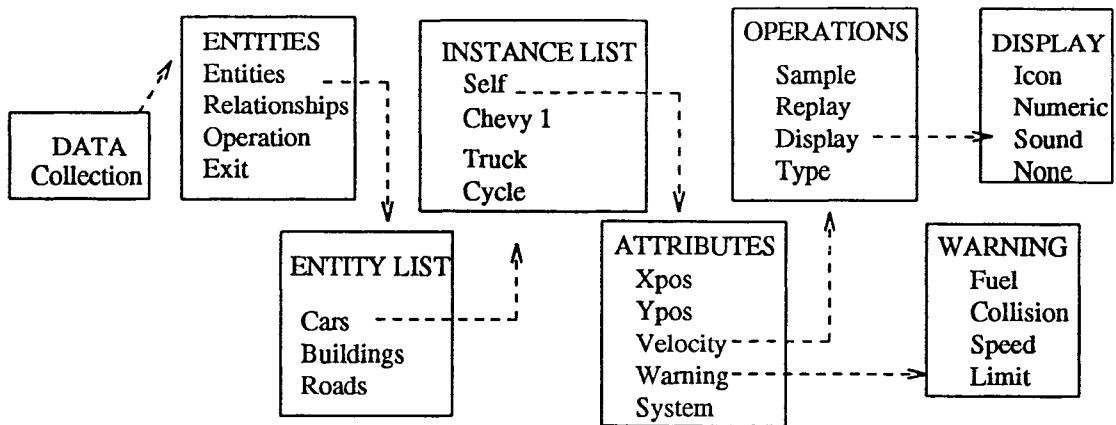 DATA
Collection
ENTITIES
Entities
Relationships
Operation
Exit
ENTITY LIST
Cars
Buildings
Roads
INSTANCE LIST
Self
Chevy 1
Truck
Cycle
ATTRIBUTES
Xpos
Ypos
Velocity
Warning
System
OPERATIONS
Sample
Replay
Display
Type
DISPLAY
Icon
Numeric
Sound
None
WARNING
Fuel
Collision
Speed
Limit